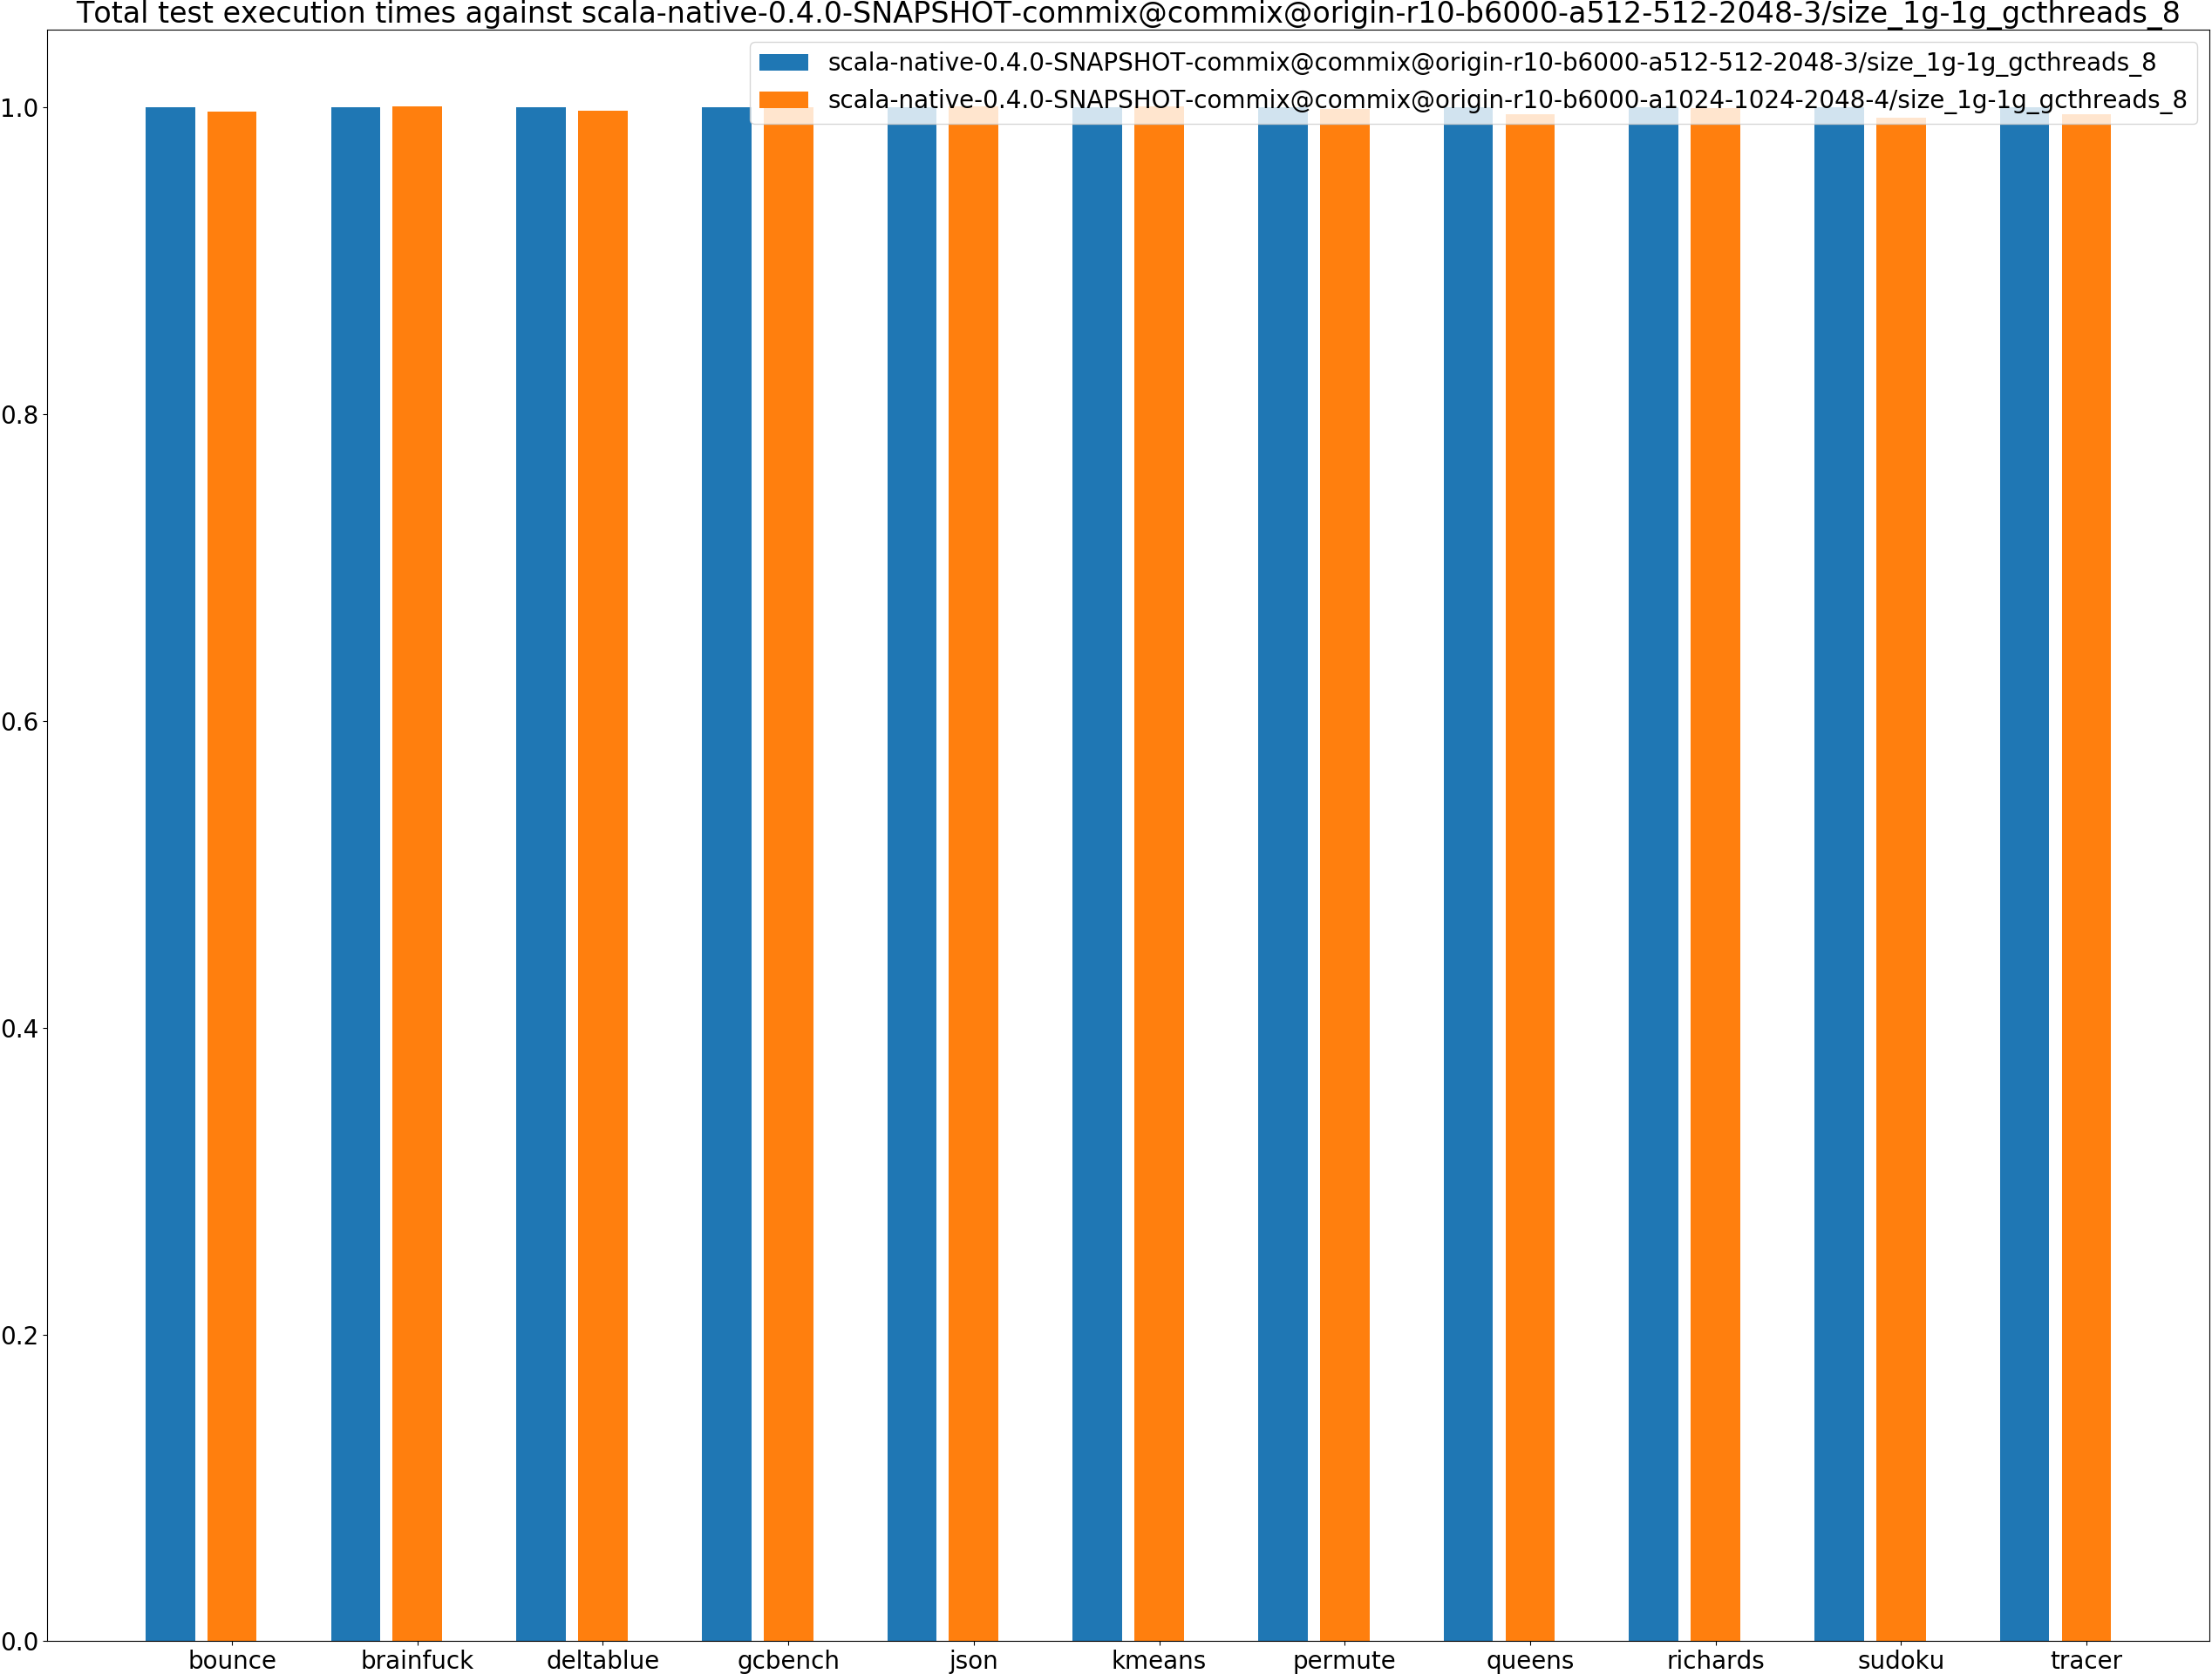 Total test execution times against scala-native-0.4.0-SNAPSHOT-commix@commix@origin-r10-b6000-a512-512-2048-3/size_1g-1g_gcthreads_8
scala-native-0.4.0-SNAPSHOT-commix@commix@origin-r10-b6000-a512-512-2048-3/size_1g-1g_gcthreads_8
scala-native-0.4.0-SNAPSHOT-commix@commix@origin-r10-b6000-a1024-1024-2048-4/size_1g-1g_gcthreads_8
1.0
0.8
0.6
0.4
0.2
0.0
bounce brainfuck deltablue gcbench json kmeans permute queens richards sudoku tracer